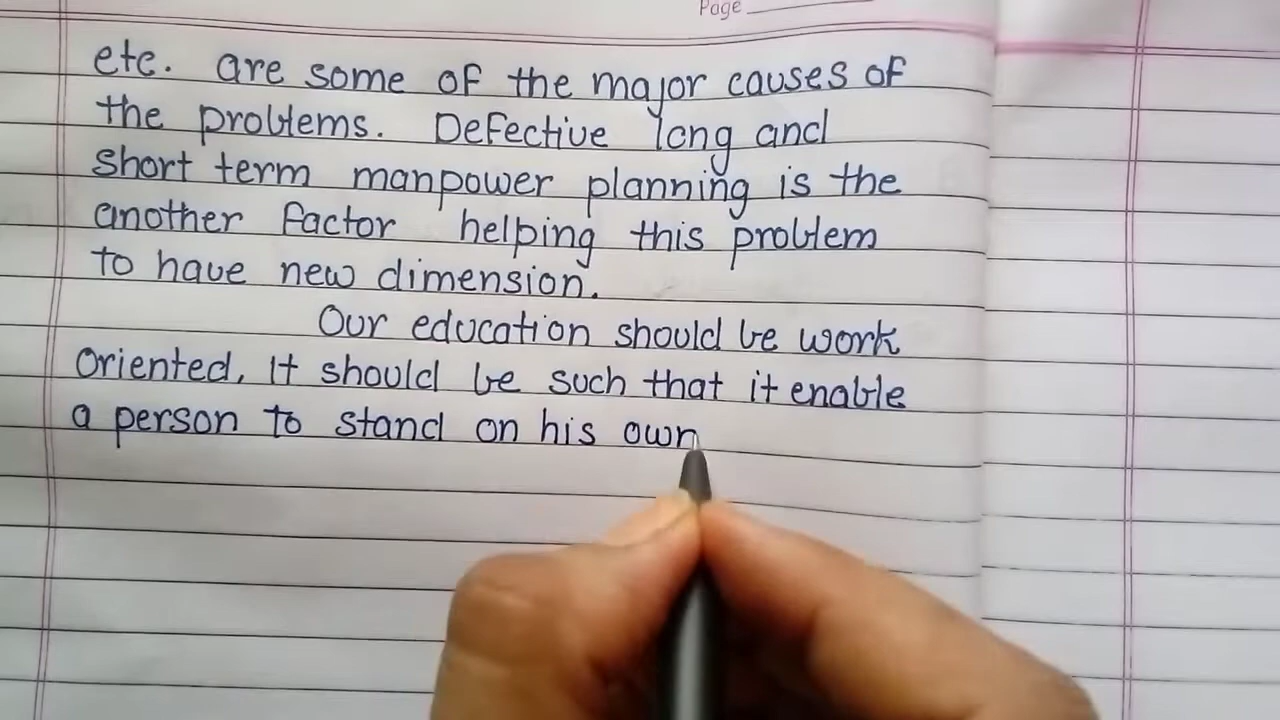 Page
etc. are some of the major causes of
the problems. Defective long and
short term manpower planning is the
another factor helping this problem
to have new dimension.
Our education should be work
oriented, It should be such that it enable
a person to stand on his own